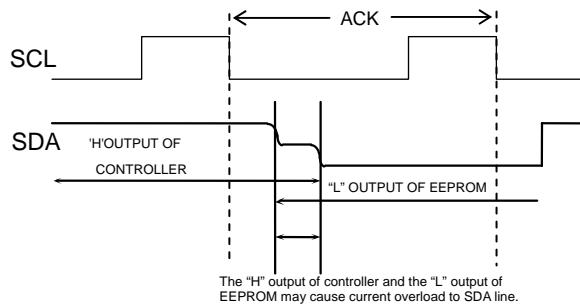 ACK
SCL
SDA
'H'OUTPUT OF
CONTROLLER
“L” OUTPUT OF EEPROM
The “H” output of controller and the “L” output of
EEPROM may cause current overload to SDA line.